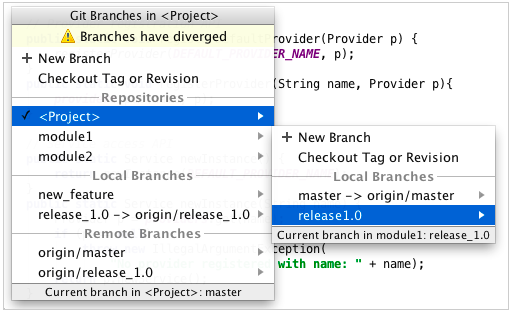 Git Branches in <Project>
Branches have diverged
New Branch
Checkout Tag or Revision
Repositories
<Project>
module1
module2
Local Branches
new_feature
release_1.0 -> origin/release_1.0
Remote Branches
origin/master
origin/release_1.0
Current branch in <Project>: master
New Branch
Checkout Tag or Revision
Local Branches
master -> origin/master
release1.0
Current branch in module1: release_1.0
Provider(Provider p) {
_NAME, p);
Provider(String name, Provider p){
ception(
with name: " + name);